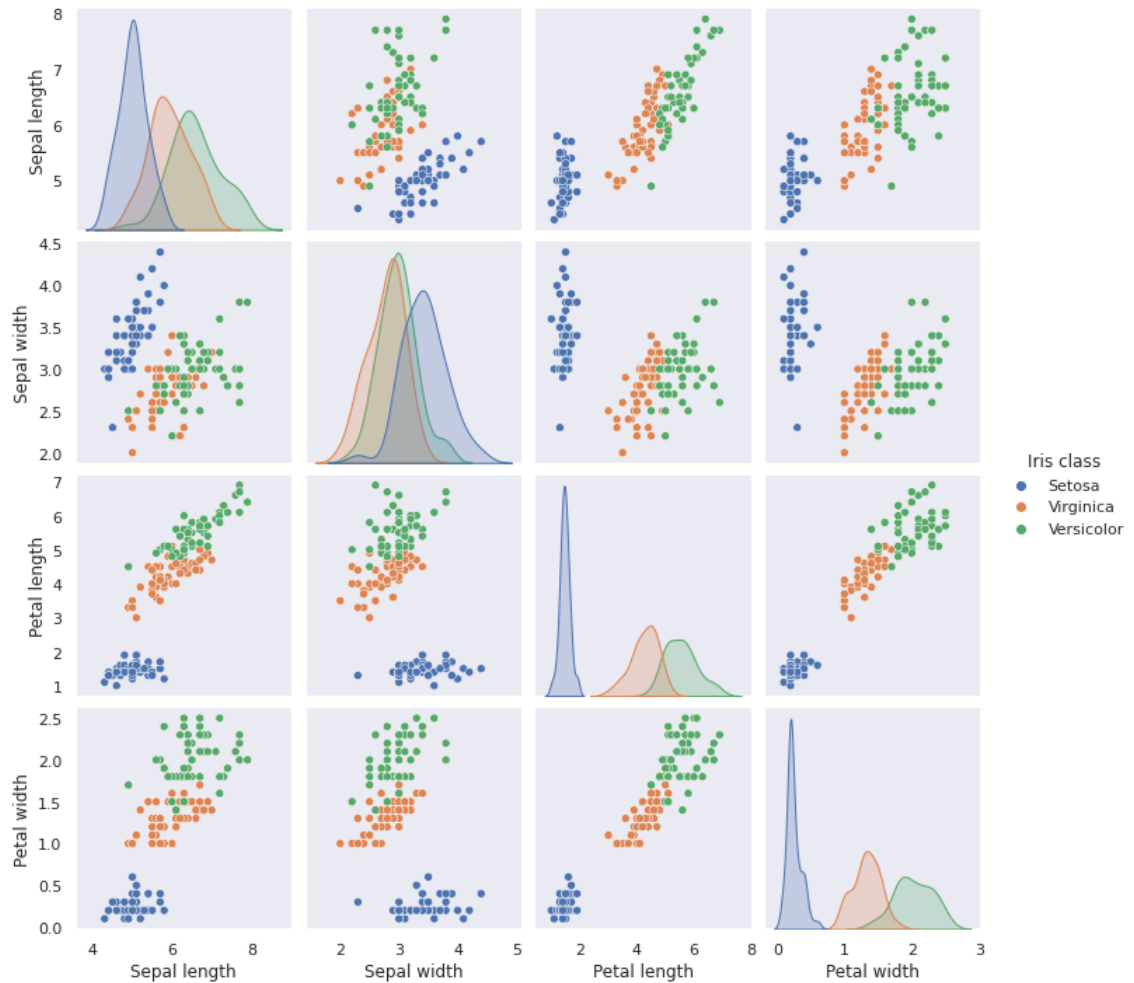 8
7
6
5
Sepal length
4.5
4.0
3.5
3.0
2.5
2.0
Sepal width
Iris class
Setosa
Virginica
Versicolor
7
6
5
4
3
2
1
Petal length
2.5
2.0
1.5
1.0
0.5
0.0
Petal width
4 6 8
2 3 4 5
0 2 4 6 8
0 1 2 3
Sepal length
Sepal width
Petal length
Petal width